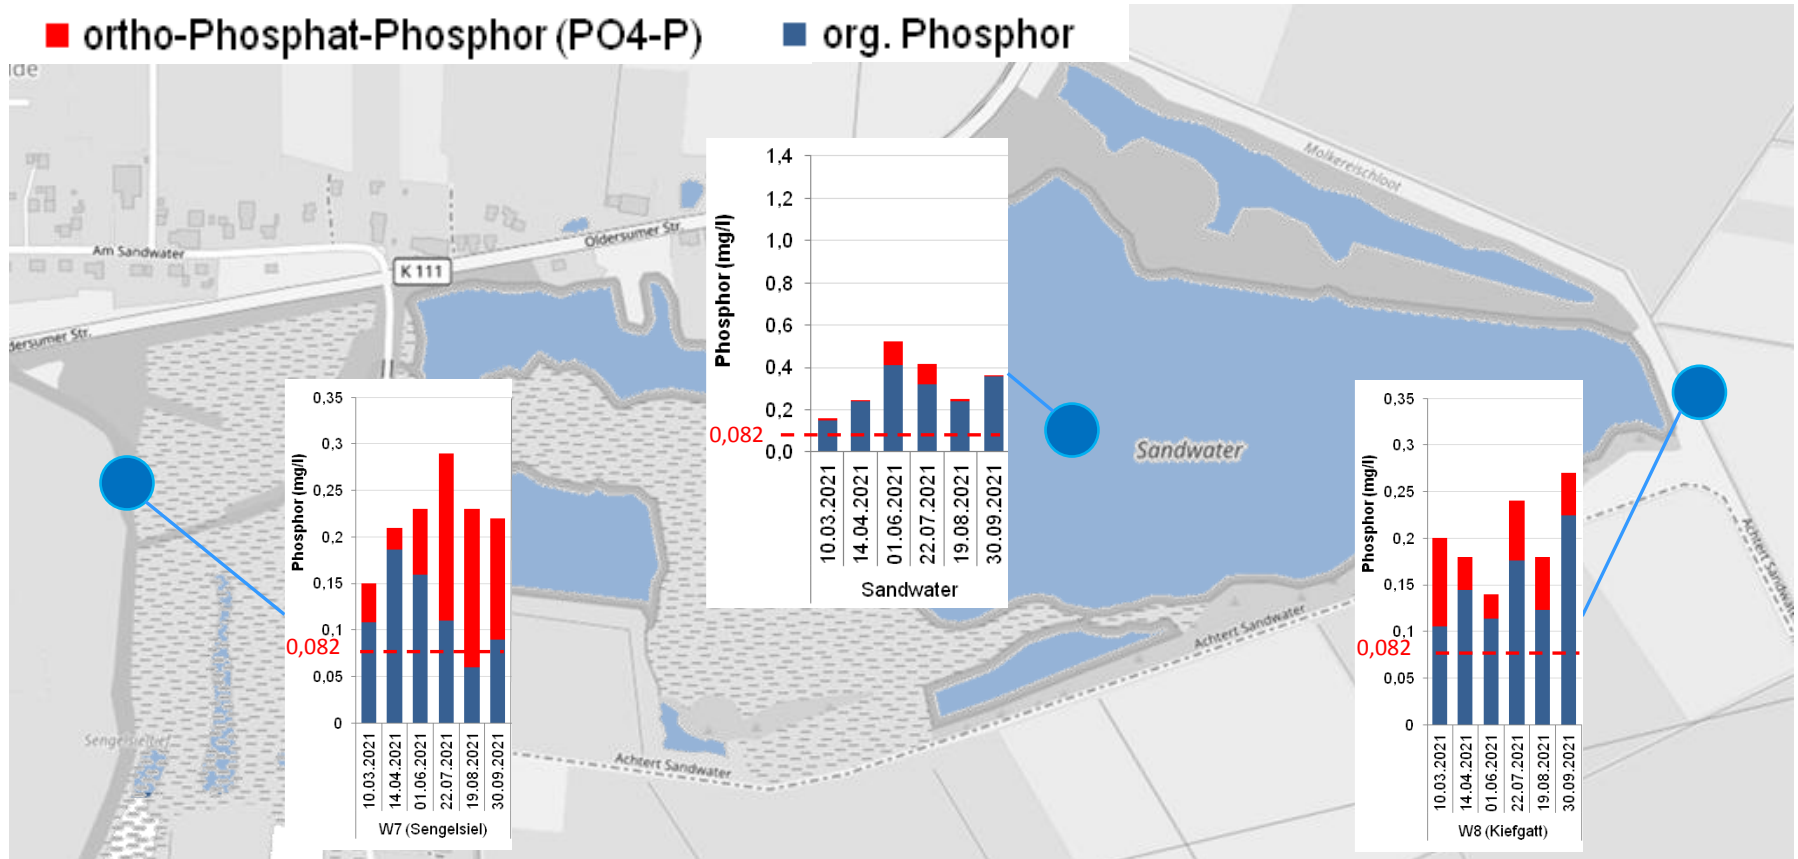 ortho-Phosphat-Phosphor (PO4-P)
org. Phosphor
Am Sandwater
K 111
Oldersumer Str.
dersumer Str.
Sengelsieltief
Achtert Sandwater
Molkereischloot
Sandwater
Achtert Sandwater
Achtert Sandwate
Phosphor (mg/l)
1,4
1,2
1,0
0,8
0,6
0,4
0,2
0,0
0,082
10.03.2021
14.04.2021
01.06.2021
22.07.2021
19.08.2021
30.09.2021
Sandwater
Phosphor (mg/l)
0,35
0,3
0,25
0,2
0,15
0,1
0,05
0
0,082
10.03.2021
14.04.2021
01.06.2021
22.07.2021
19.08.2021
30.09.2021
W7 (Sengelsiel)
Phosphor (mg/l)
0,35
0,3
0,25
0,2
0,15
0,1
0,05
0
0,082
10.03.2021
14.04.2021
01.06.2021
22.07.2021
19.08.2021
30.09.2021
W8 (Kiefgatt)